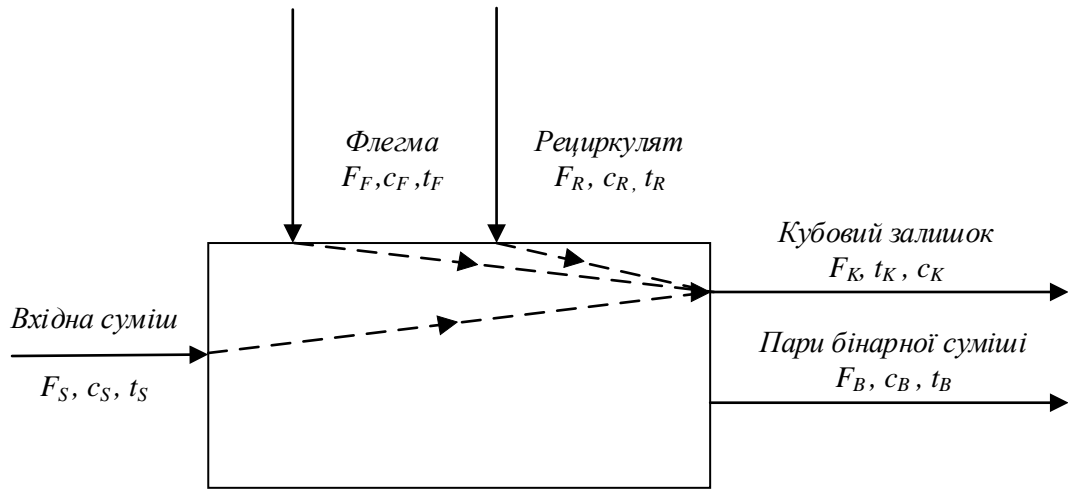 Флегма
F_F ,c_F ,t_F
Рециркулят
F_R, c_R , t_R
Кубовий залишок
F_K, t_K , c_K
Вхідна суміш
F_S, c_S, t_S
Пари бінарної суміші
F_B, c_B, t_B